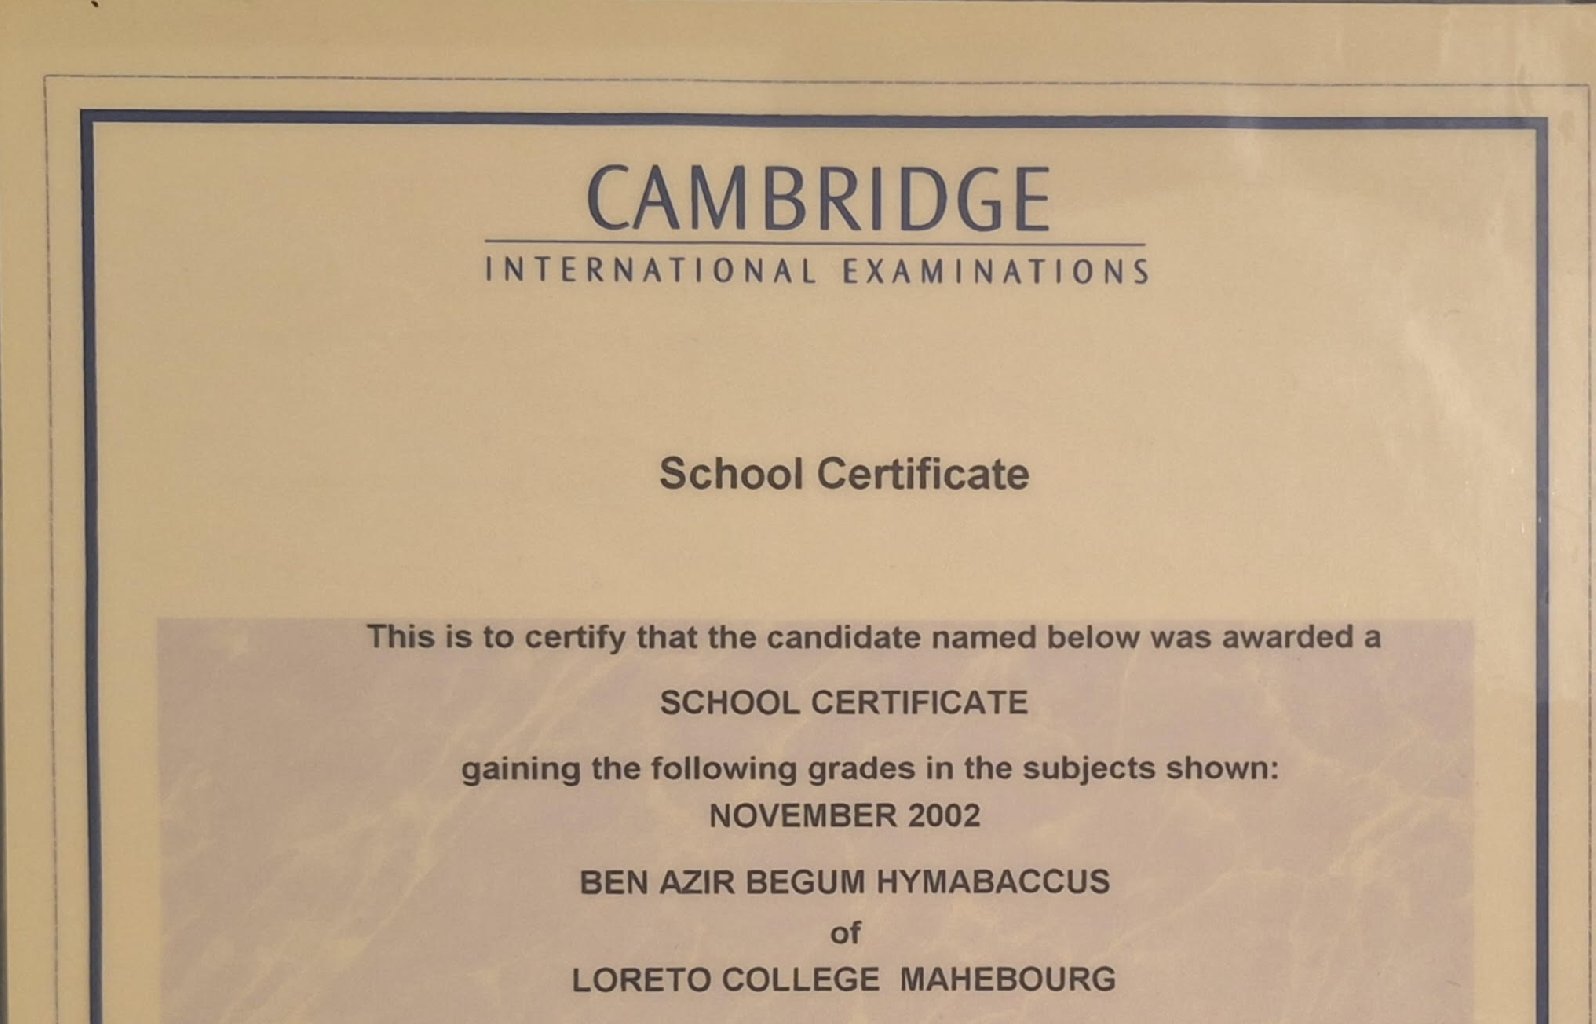 CAMBRIDGE
INTERNATIONAL EXAMINATIONS
School Certificate
This is to certify that the candidate named below was awarded a
SCHOOL CERTIFICATE
gaining the following grades in the subjects shown:
NOVEMBER 2002
BEN AZIR BEGUM HYMABACCUS
of
LORETO COLLEGE MAHEBOURG